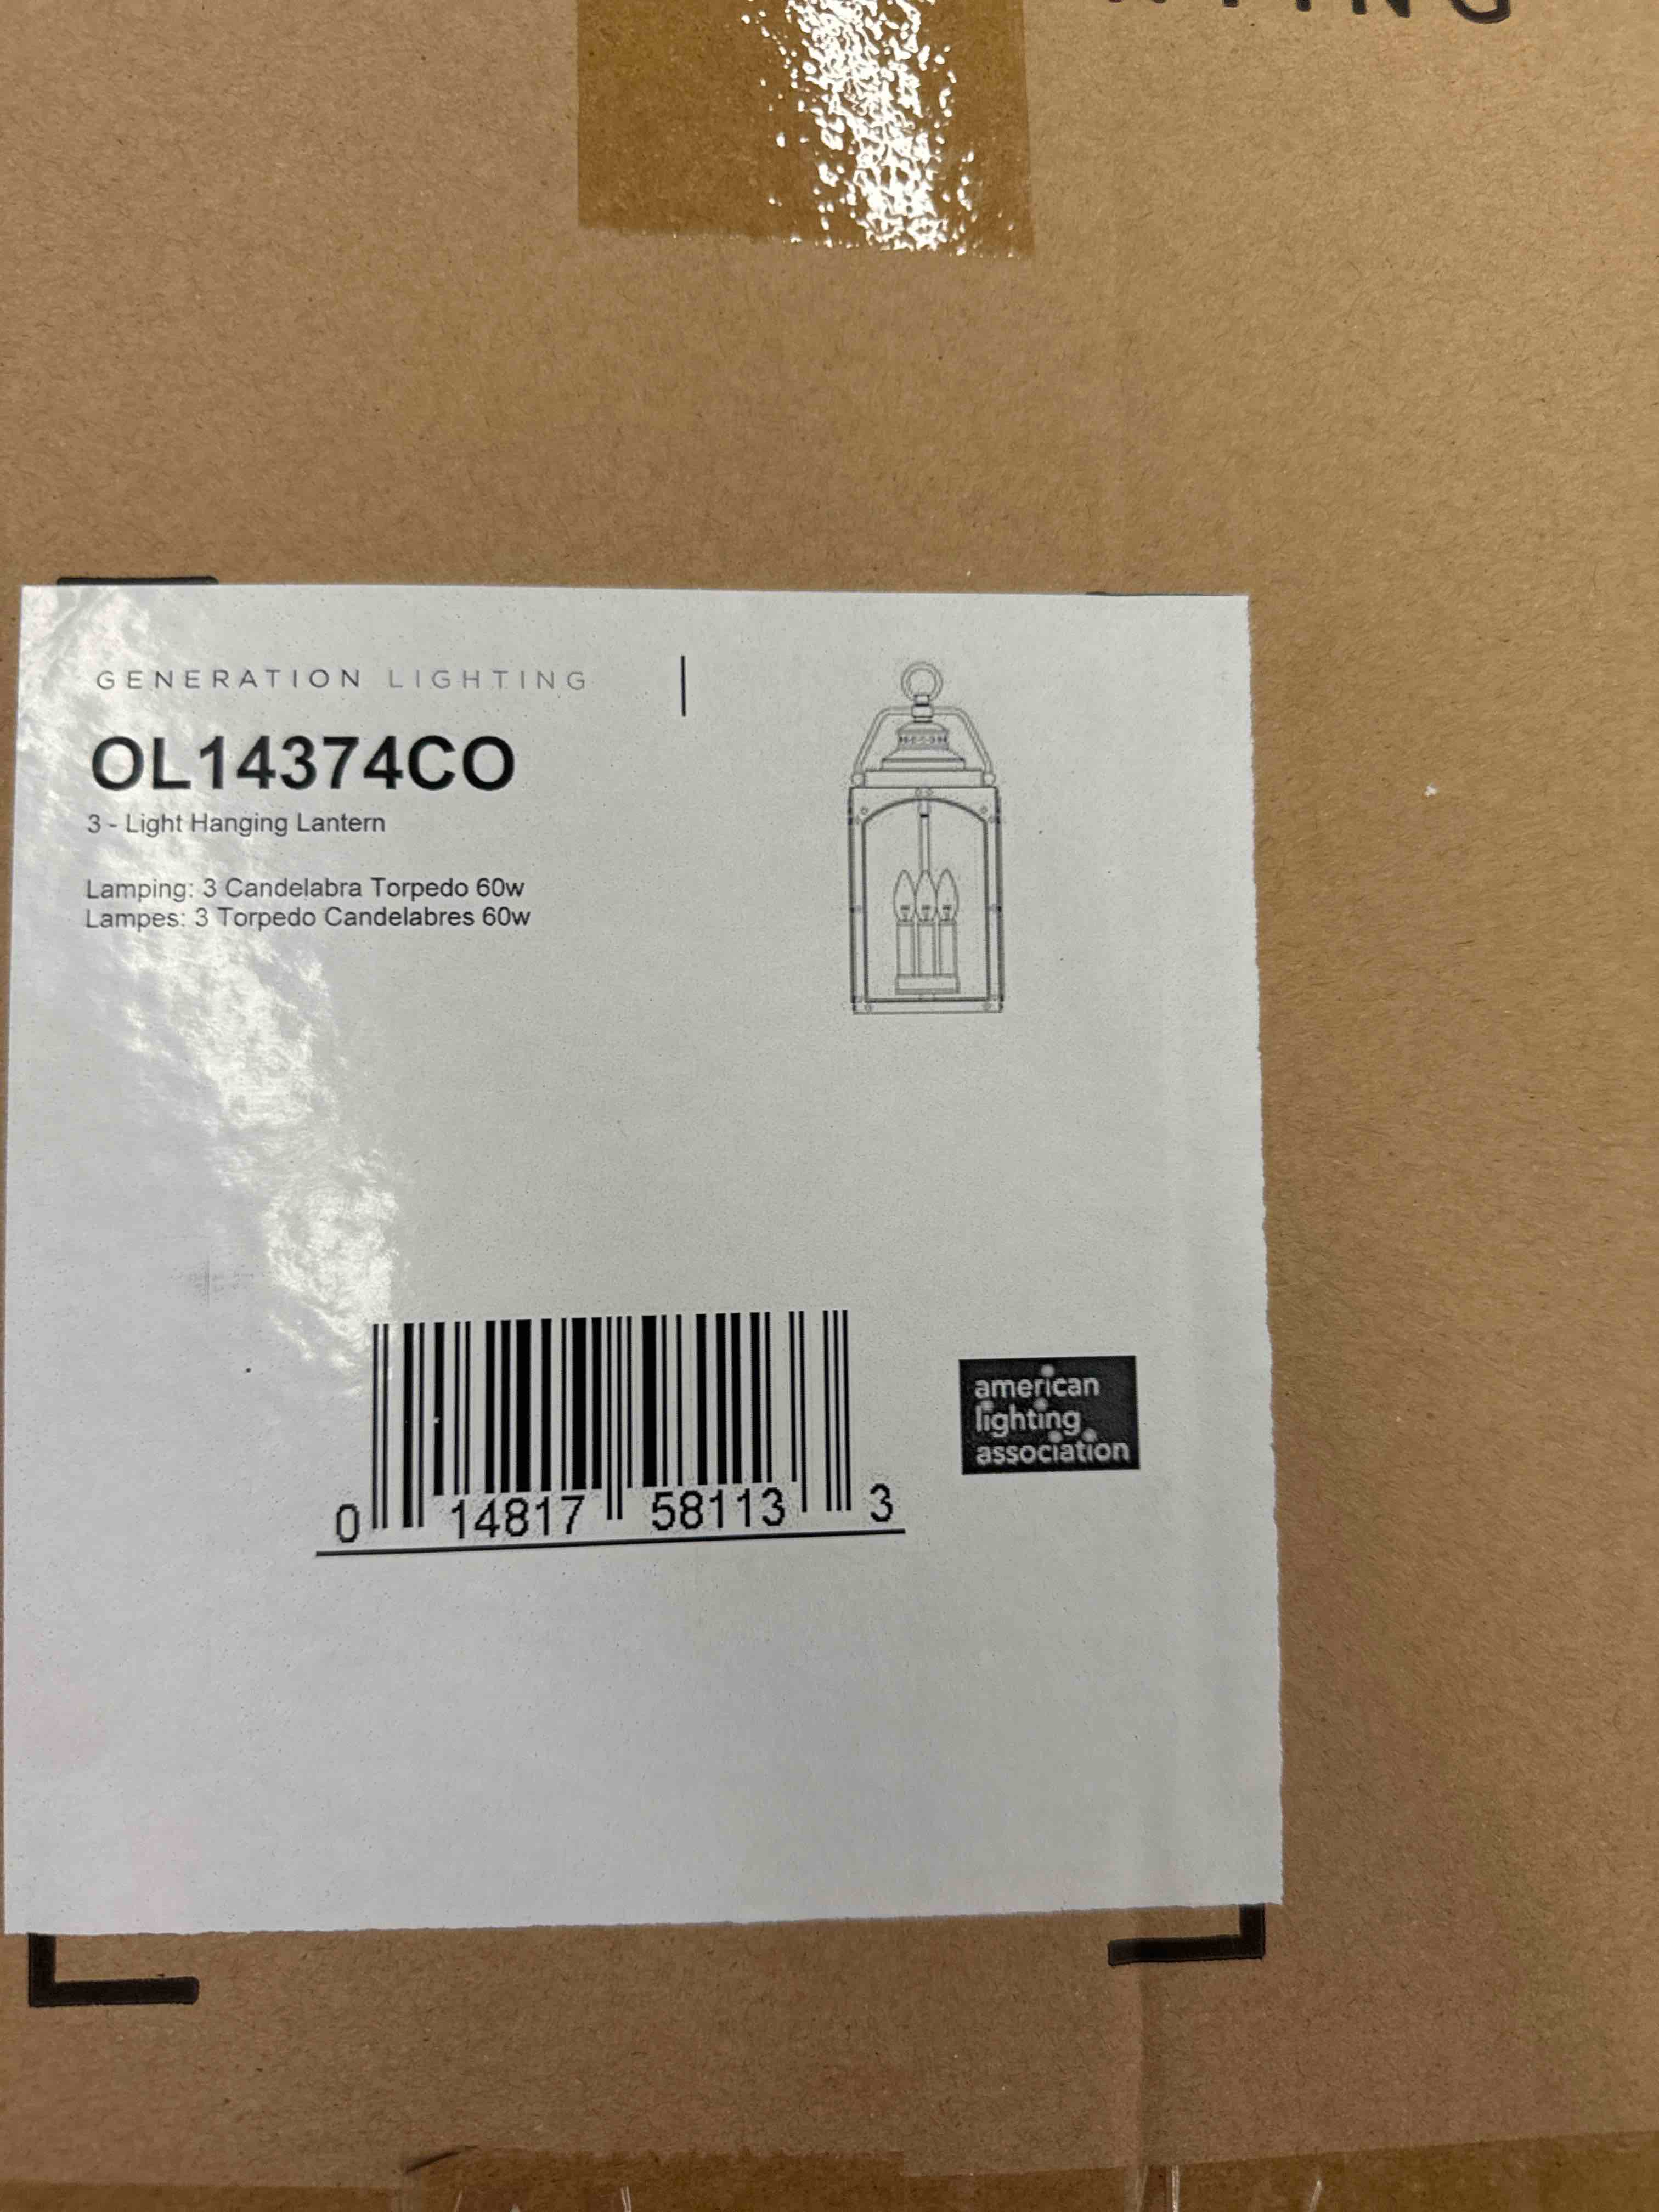 GENERATION LIGHTING
OL14374CO
3 - Light Hanging Lantern
Lamping: 3 Candelabra Torpedo 60w
Lampes: 3 Torpedo Candelabres 60w
0 14817 58113 3
american
lighting
association